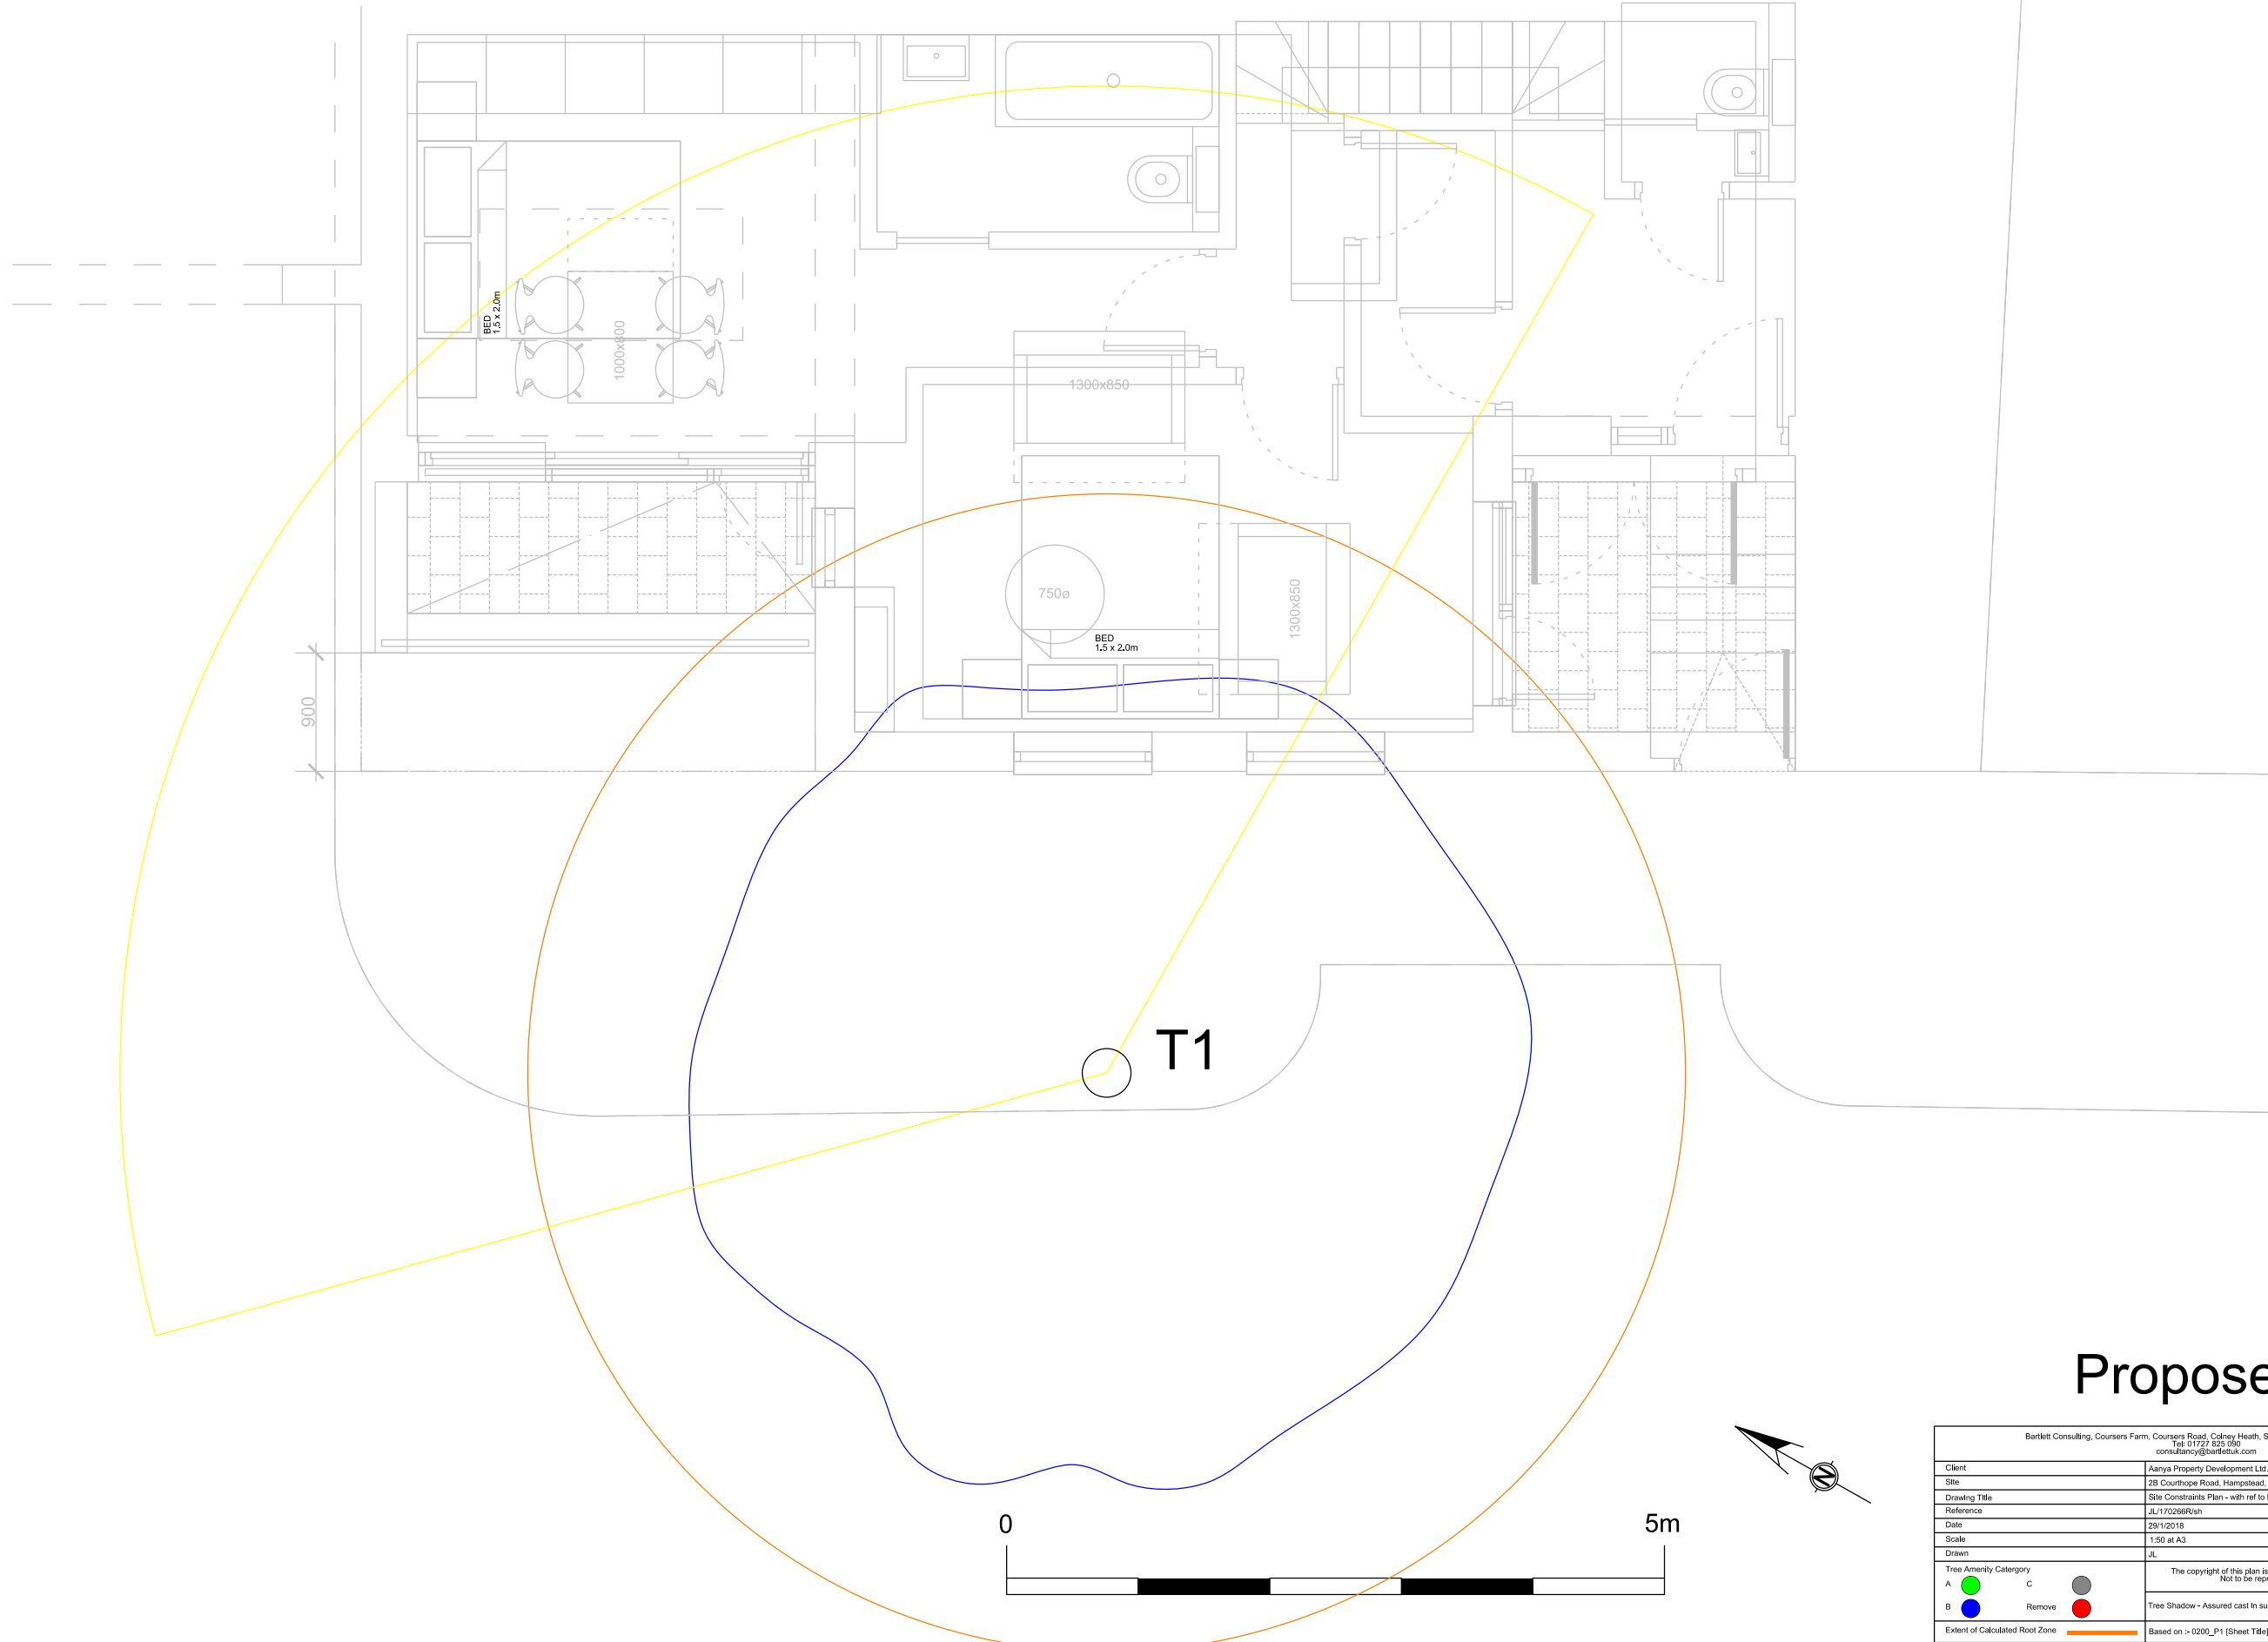 BED
1.5 x 2.0m
1000x800
1300x850
750ø
1300x850
BED
1.5 x 2.0m
900
T1
0
5m
N
Propose
Bartlett Consulting, Coursers Farm, Coursers Road, Colney Heath, S
Tel: 01727 825 090
consultancy@bartlettuk.com
Client
Aanya Property Development Ltd.
Site
2B Courthope Road, Hampstead,
Drawing Title
Site Constraints Plan - with ref to
Reference
JL/170266R/sh
Date
29/1/2018
Scale
1:50 at A3
Drawn
JL
Tree Amenity Catergory
A
C
B
Remove
The copyright of this plan is
Not to be repr
Tree Shadow - Assured cast in su
Extent of Calculated Root Zone
Based on :- 0200_P1 [Sheet Title]